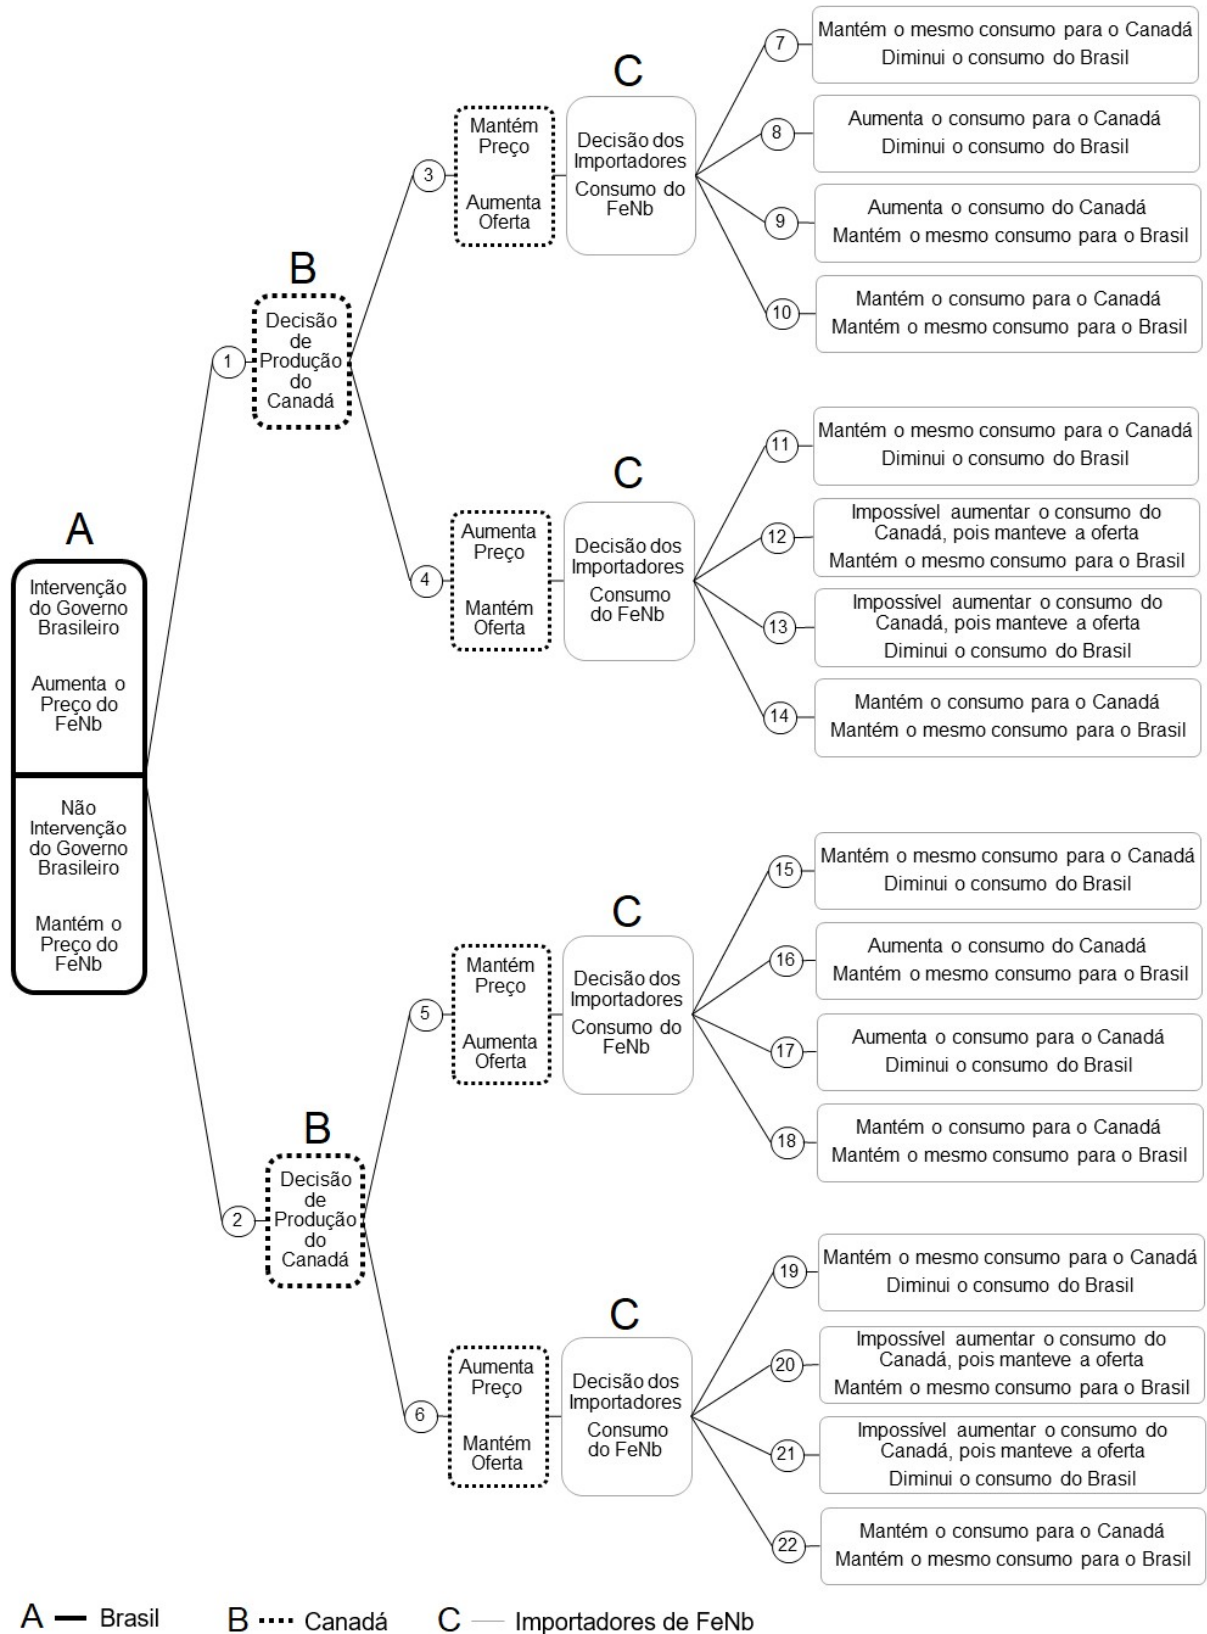 A
Intervenção
do Governo
Brasileiro
Aumenta o
Preço do
FeNb
Não
Intervenção
do Governo
Brasileiro
Mantém o
Preço do
FeNb
1
B
Decisão
de
Produção
do
Canadá
3
Mantém
Preço
Aumenta
Oferta
C
Decisão dos
Importadores
Consumo do
FeNb
7
Mantém o mesmo consumo para o Canadá
Diminui o consumo do Brasil
8
Aumenta o consumo para o Canadá
Diminui o consumo do Brasil
9
Aumenta o consumo do Canadá
Mantém o mesmo consumo para o Brasil
10
Mantém o consumo para o Canadá
Mantém o mesmo consumo para o Brasil
4
Aumenta
Preço
Mantém
Oferta
C
Decisão dos
Importadores
Consumo
do FeNb
11
Mantém o mesmo consumo para o Canadá
Diminui o consumo do Brasil
12
Impossível aumentar o consumo do
Canadá, pois manteve a oferta
Mantém o mesmo consumo para o Brasil
13
Impossível aumentar o consumo do
Canadá, pois manteve a oferta
Diminui o consumo do Brasil
14
Mantém o consumo para o Canadá
Mantém o mesmo consumo para o Brasil
2
B
Decisão
de
Produção
do
Canadá
5
Mantém
Preço
Aumenta
Oferta
C
Decisão dos
Importadores
Consumo do
FeNb
15
Mantém o mesmo consumo para o Canadá
Diminui o consumo do Brasil
16
Aumenta o consumo do Canadá
Mantém o mesmo consumo para o Brasil
17
Aumenta o consumo para o Canadá
Diminui o consumo do Brasil
18
Mantém o consumo para o Canadá
Mantém o mesmo consumo para o Brasil
6
Aumenta
Preço
Mantém
Oferta
C
Decisão dos
Importadores
Consumo
do FeNb
19
Mantém o mesmo consumo para o Canadá
Diminui o consumo do Brasil
20
Impossível aumentar o consumo do
Canadá, pois manteve a oferta
Mantém o mesmo consumo para o Brasil
21
Impossível aumentar o consumo do
Canadá, pois manteve a oferta
Diminui o consumo do Brasil
22
Mantém o consumo para o Canadá
Mantém o mesmo consumo para o Brasil
A Brasil B Canadá C Importadores de FeNb